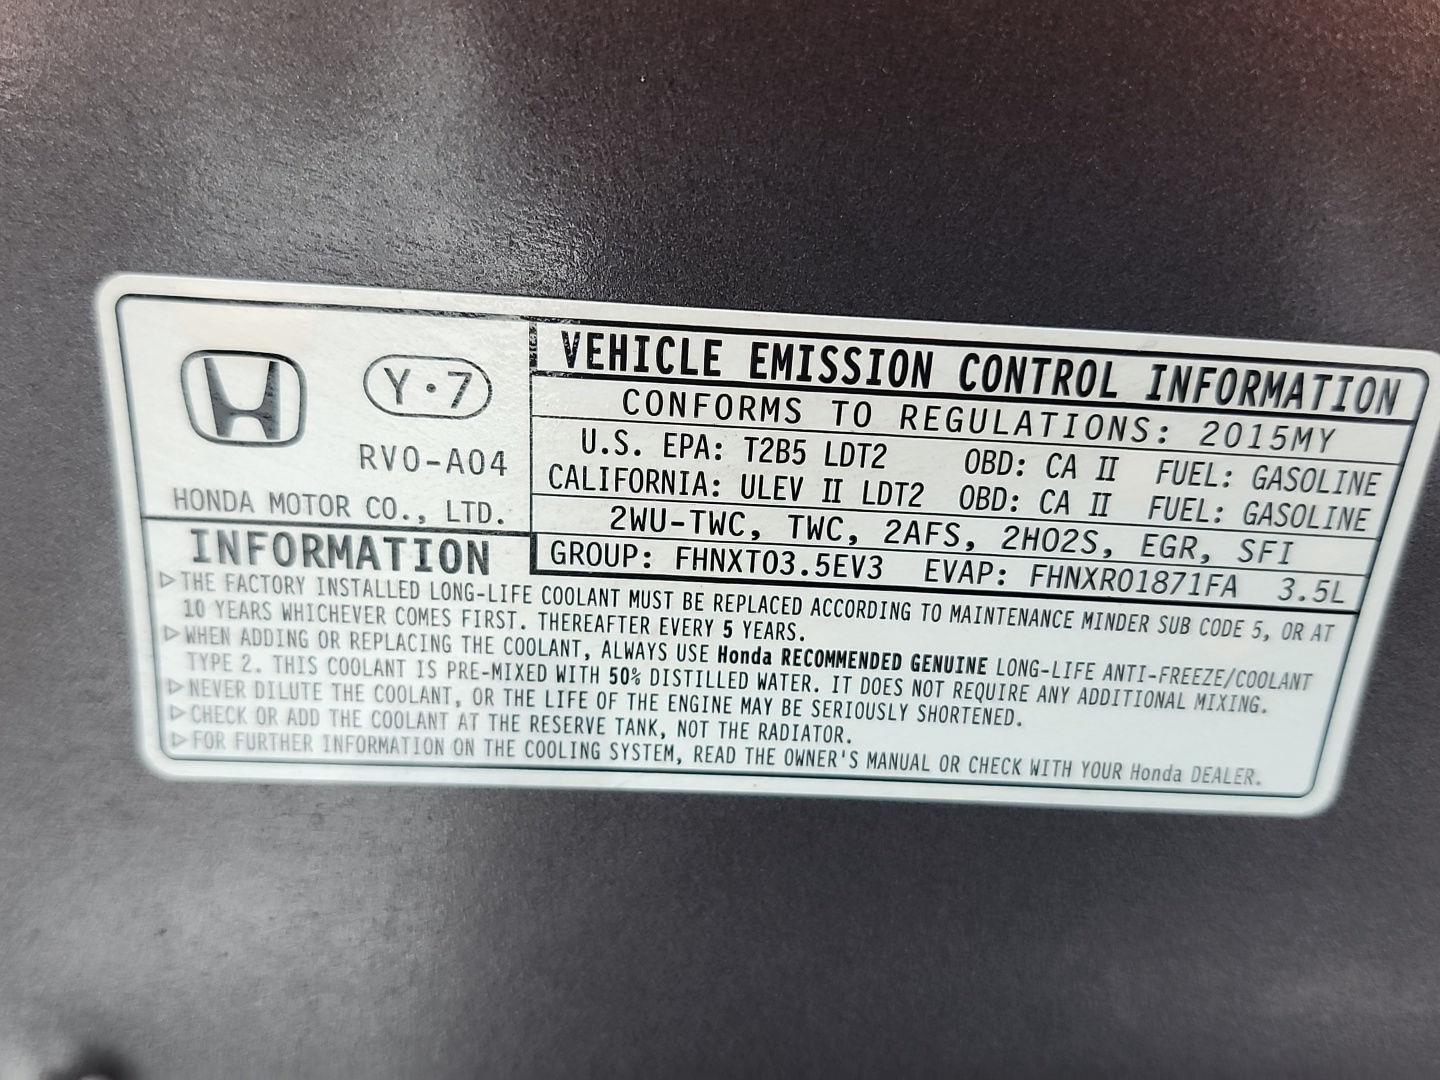 Y·7
RV0-A04
HONDA MOTOR CO., LTD.
VEHICLE EMISSION CONTROL INFORMATION
CONFORMS TO REGULATIONS: 2015MY
U.S. EPA: T2B5 LDT2 OBD: CA II FUEL: GASOLINE
CALIFORNIA: ULEV II LDT2 OBD: CA II FUEL: GASOLINE
2WU-TWC, TWC, 2AFS, 2HO2S, EGR, SFI
GROUP: FHNXT03.5EV3 EVAP: FHNXR01871FA 3.5L
INFORMATION
▷THE FACTORY INSTALLED LONG-LIFE COOLANT MUST BE REPLACED ACCORDING TO MAINTENANCE MINDER SUB CODE 5, OR AT
10 YEARS WHICHEVER COMES FIRST. THEREAFTER EVERY 5 YEARS.
▷WHEN ADDING OR REPLACING THE COOLANT, ALWAYS USE Honda RECOMMENDED GENUINE LONG-LIFE ANTI-FREEZE/COOLANT
TYPE 2. THIS COOLANT IS PRE-MIXED WITH 50% DISTILLED WATER. IT DOES NOT REQUIRE ANY ADDITIONAL MIXING.
▷NEVER DILUTE THE COOLANT, OR THE LIFE OF THE ENGINE MAY BE SERIOUSLY SHORTENED.
▷CHECK OR ADD THE COOLANT AT THE RESERVE TANK, NOT THE RADIATOR.
▷FOR FURTHER INFORMATION ON THE COOLING SYSTEM, READ THE OWNER'S MANUAL OR CHECK WITH YOUR Honda DEALER.